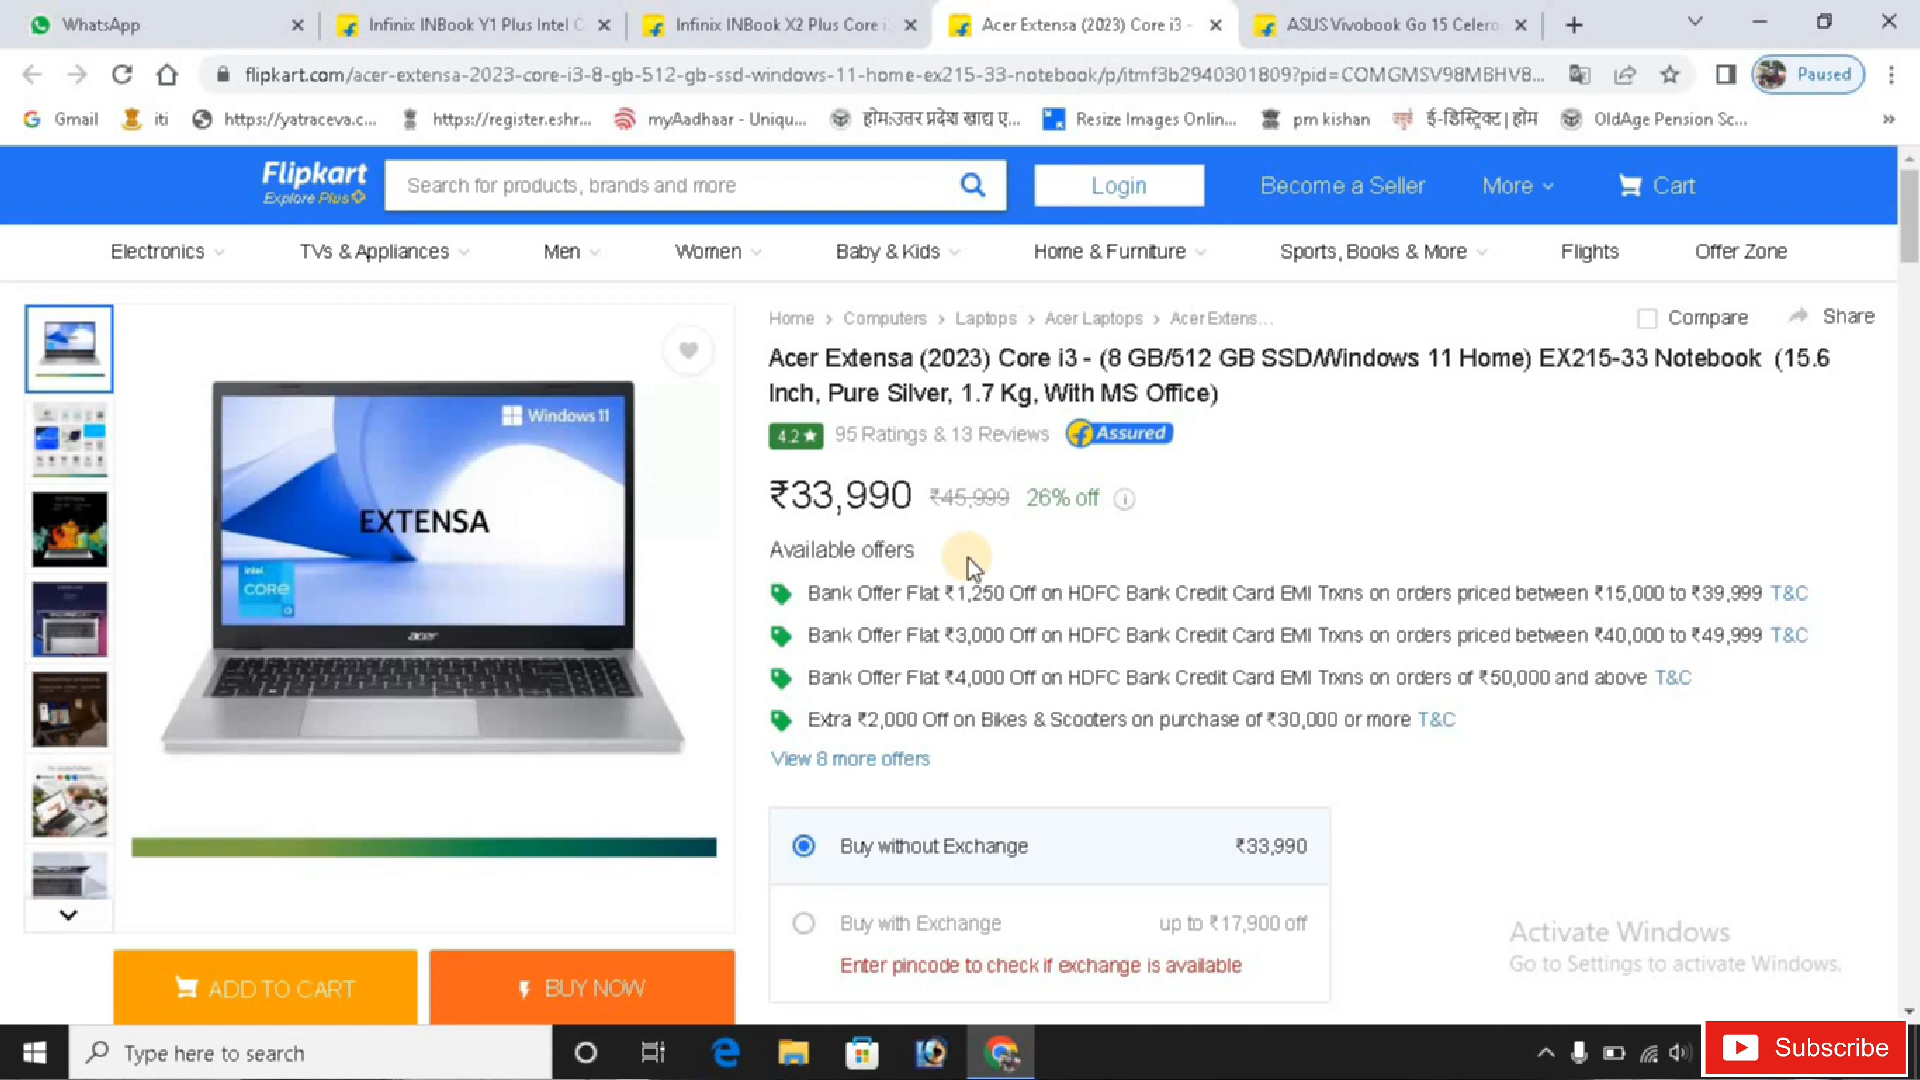 WhatsApp
Infinix INBook Y1 Plus Intel C
Infinix INBook X2 Plus Core i
Acer Extensa (2023) Core i3 -
ASUS Vivobook Go 15 Celero
flipkart.com/acer-extensa-2023-core-i3-8-gb-512-gb-ssd-windows-11-home-ex215-33-notebook/p/itmf3b2940301809?pid=COMGMSV98MBHV8...
Paused
Gmail
iti
https://yatraceva.c...
https://register.eshr...
myAadhaar - Uniqu...
होम:उत्तर प्रदेश खाद्य ए...
Resize Images Onlin...
pm kishan
ई-डिस्ट्रिक्ट | होम
OldAge Pension Sc...
Flipkart
Explore Plus
Search for products, brands and more
Login
Become a Seller
More
Cart
Electronics
TVs & Appliances
Men
Women
Baby & Kids
Home & Furniture
Sports, Books & More
Flights
Offer Zone
Home > Computers > Laptops > Acer Laptops > Acer Extens...
Compare
Share
Acer Extensa (2023) Core i3 - (8 GB/512 GB SSD/Windows 11 Home) EX215-33 Notebook (15.6
Inch, Pure Silver, 1.7 Kg, With MS Office)
4.2★ 95 Ratings & 13 Reviews
Assured
₹33,990 ₹45,999 26% off
Available offers
Bank Offer Flat ₹1,250 Off on HDFC Bank Credit Card EMI Trxns on orders priced between ₹15,000 to ₹39,999 T&C
Bank Offer Flat ₹3,000 Off on HDFC Bank Credit Card EMI Trxns on orders priced between ₹40,000 to ₹49,999 T&C
Bank Offer Flat ₹4,000 Off on HDFC Bank Credit Card EMI Trxns on orders of ₹50,000 and above T&C
Extra ₹2,000 Off on Bikes & Scooters on purchase of ₹30,000 or more T&C
View 8 more offers
Buy without Exchange ₹33,990
Buy with Exchange up to ₹17,900 off
Enter pincode to check if exchange is available
Windows 11
EXTENSA
intel
CORE
acer
ADD TO CART
BUY NOW
Activate Windows
Go to Settings to activate Windows.
Type here to search
Subscribe